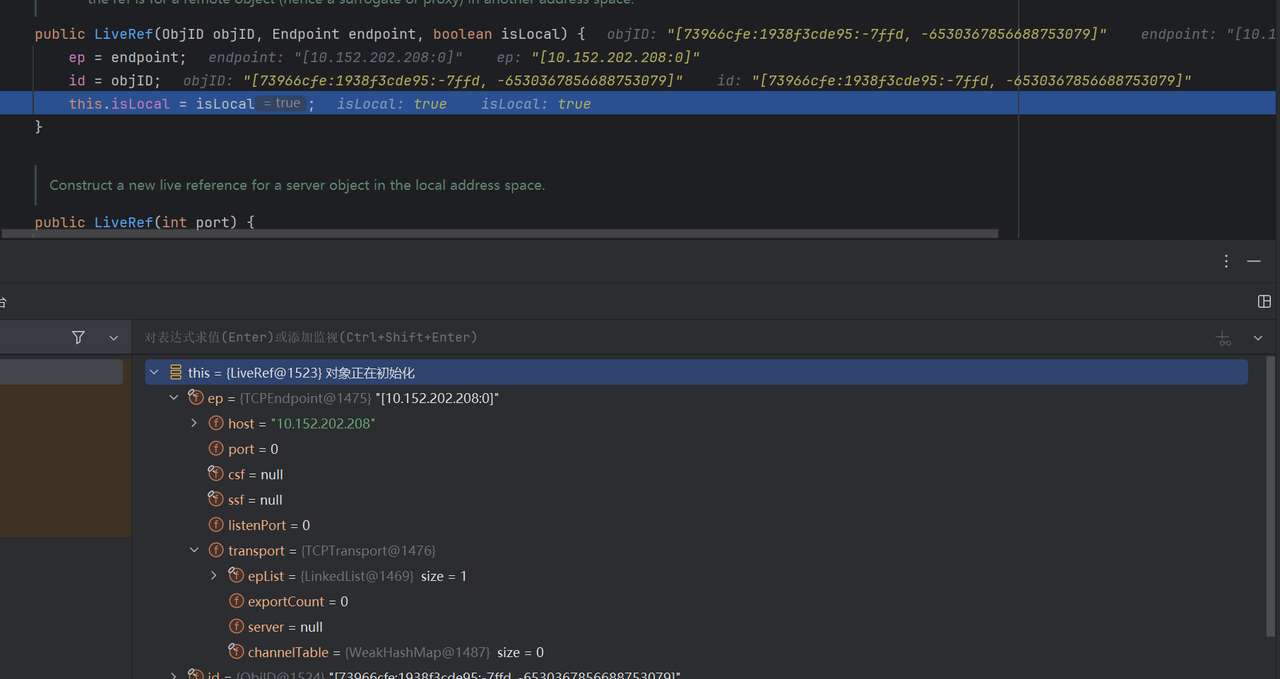 the ref is for a remote object (hence a surrogate or proxy) in another address space.
public LiveRef(ObjID objID, Endpoint endpoint, boolean isLocal) {  objID: "[73966cfe:1938f3cde95:-7ffd, -6530367856688753079]"  endpoint: "[10.1
ep = endpoint;  endpoint: "[10.152.202.208:0]"  ep: "[10.152.202.208:0]"
id = objID;  objID: "[73966cfe:1938f3cde95:-7ffd, -6530367856688753079]"  id: "[73966cfe:1938f3cde95:-7ffd, -6530367856688753079]"
this.isLocal = isLocal = true ;  isLocal: true  isLocal: true
}
Construct a new live reference for a server object in the local address space.
public LiveRef(int port) {
台
对表达式求值(Enter)或添加监视(Ctrl+Shift+Enter)
this = {LiveRef@1523} 对象正在初始化
ep = {TCPEndpoint@1475} "[10.152.202.208:0]"
host = "10.152.202.208"
port = 0
csf = null
ssf = null
listenPort = 0
transport = {TCPTransport@1476}
epList = {LinkedList@1469} size = 1
exportCount = 0
server = null
channelTable = {WeakHashMap@1487} size = 0
id = {ObjID@1524} "[73966cfe:1938f3cde95:-7ffd, -6530367856688753079]"